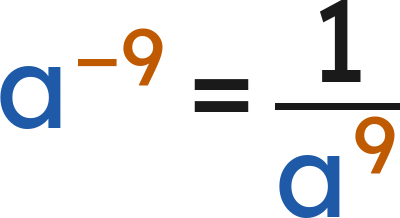 a⁻⁹ = 1/a⁹